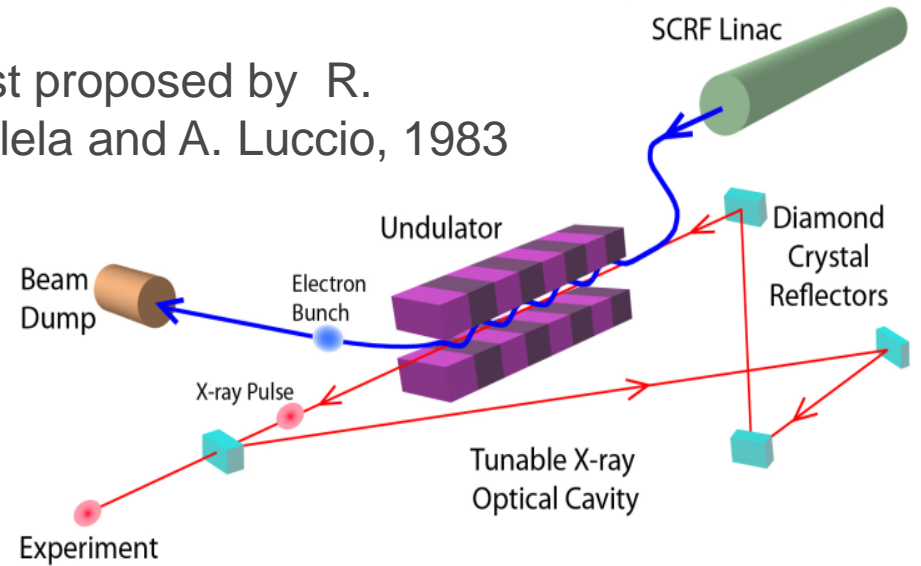 SCRF Linac
st proposed by R.
lela and A. Luccio, 1983
Undulator
Diamond
Crystal
Reflectors
Beam
Dump
Electron
Bunch
X-ray Pulse
Tunable X-ray
Optical Cavity
Experiment